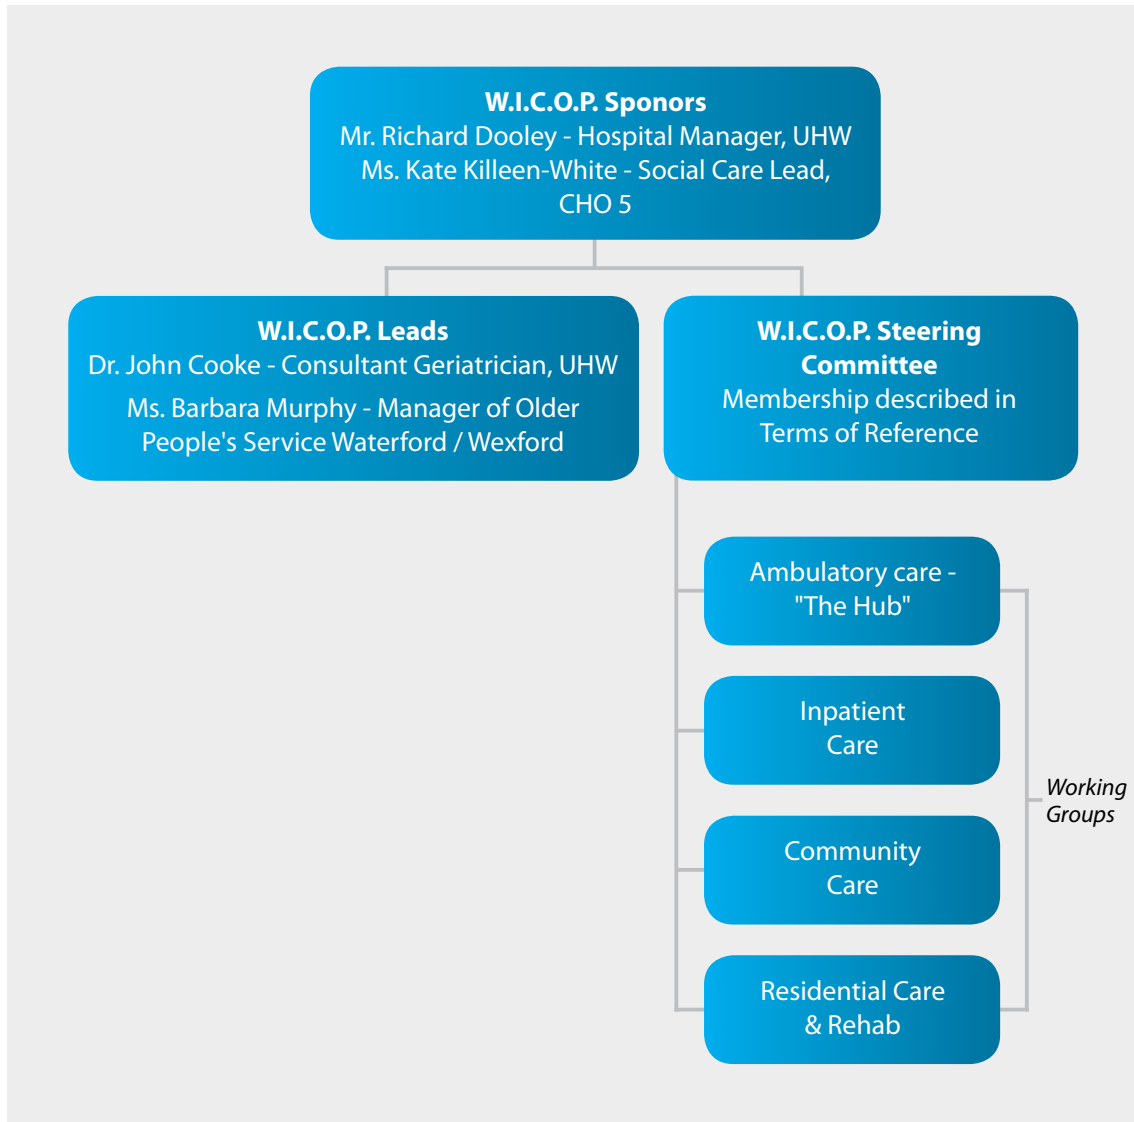 W.I.C.O.P. Sponors
Mr. Richard Dooley - Hospital Manager, UHW
Ms. Kate Killeen-White - Social Care Lead,
CHO 5
W.I.C.O.P. Leads
Dr. John Cooke - Consultant Geriatrician, UHW
Ms. Barbara Murphy - Manager of Older
People's Service Waterford / Wexford
W.I.C.O.P. Steering
Committee
Membership described in
Terms of Reference
Ambulatory care -
"The Hub"
Inpatient
Care
Community
Care
Residential Care
& Rehab
Working
Groups